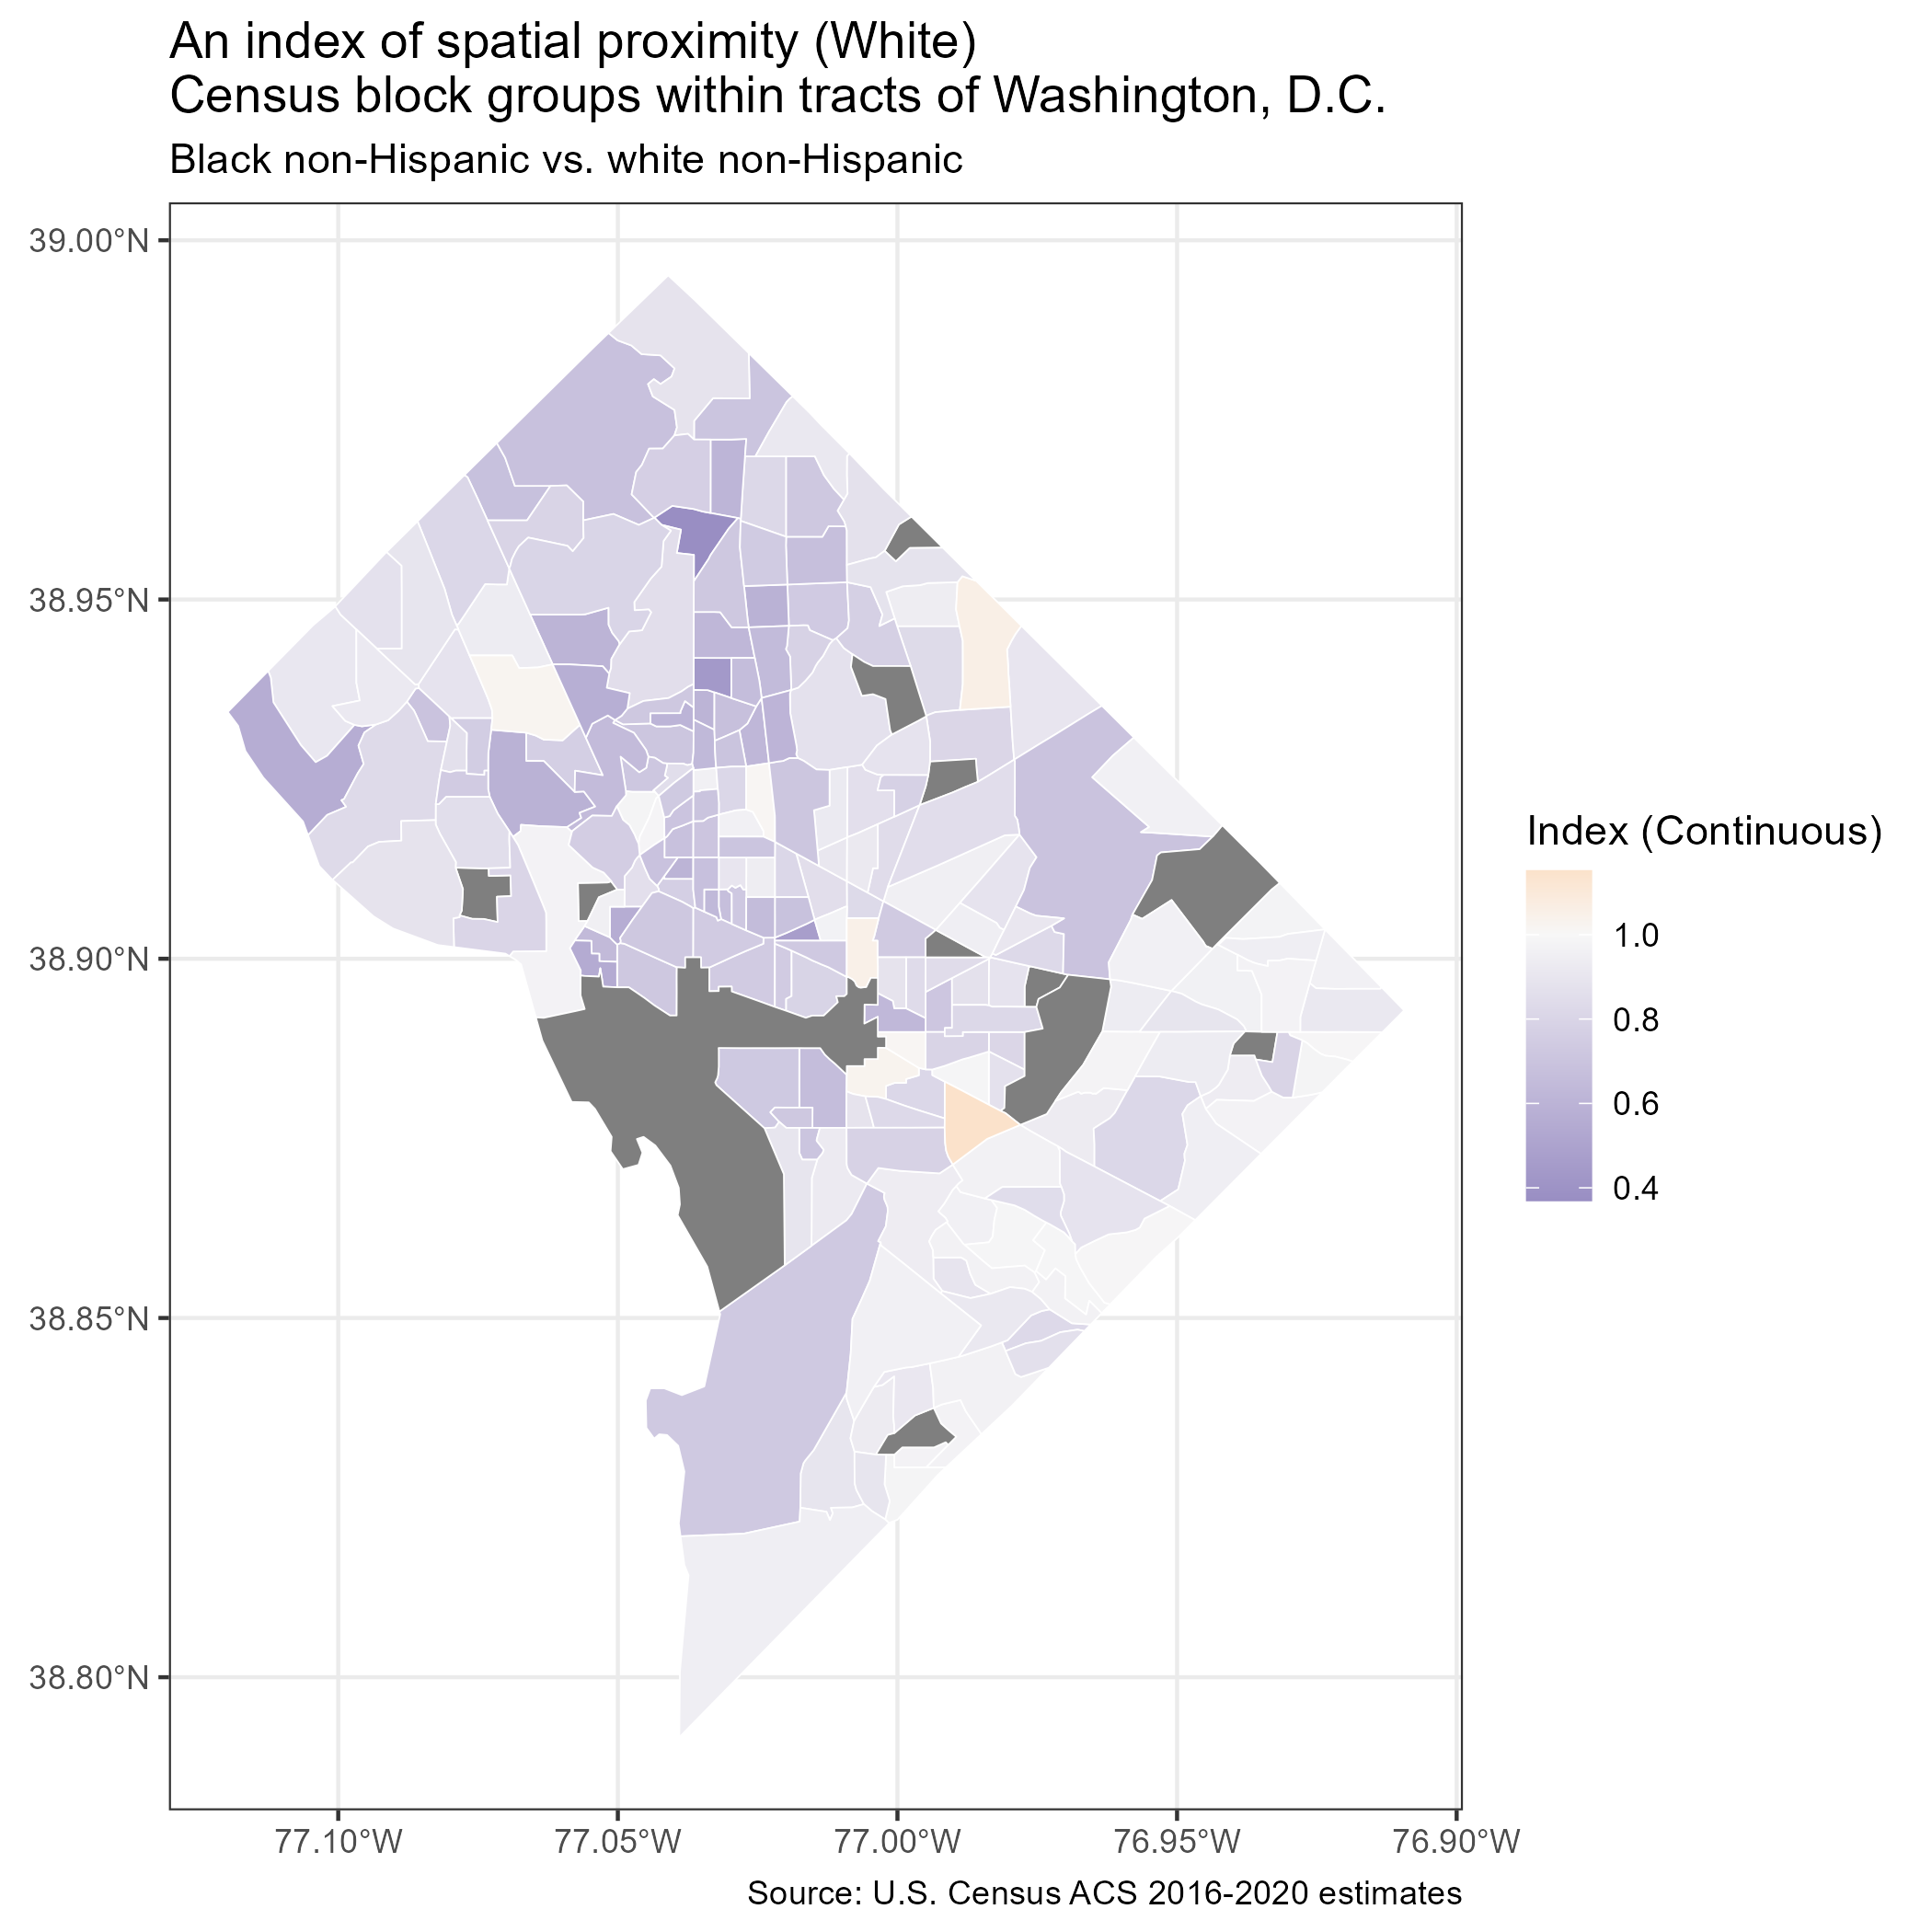 An index of spatial proximity (White)
Census block groups within tracts of Washington, D.C.
Black non-Hispanic vs. white non-Hispanic
39.00°N
38.95°N
38.90°N
38.85°N
38.80°N
77.10°W
77.05°W
77.00°W
76.95°W
76.90°W
Index (Continuous)
1.0
0.8
0.6
0.4
Source: U.S. Census ACS 2016-2020 estimates